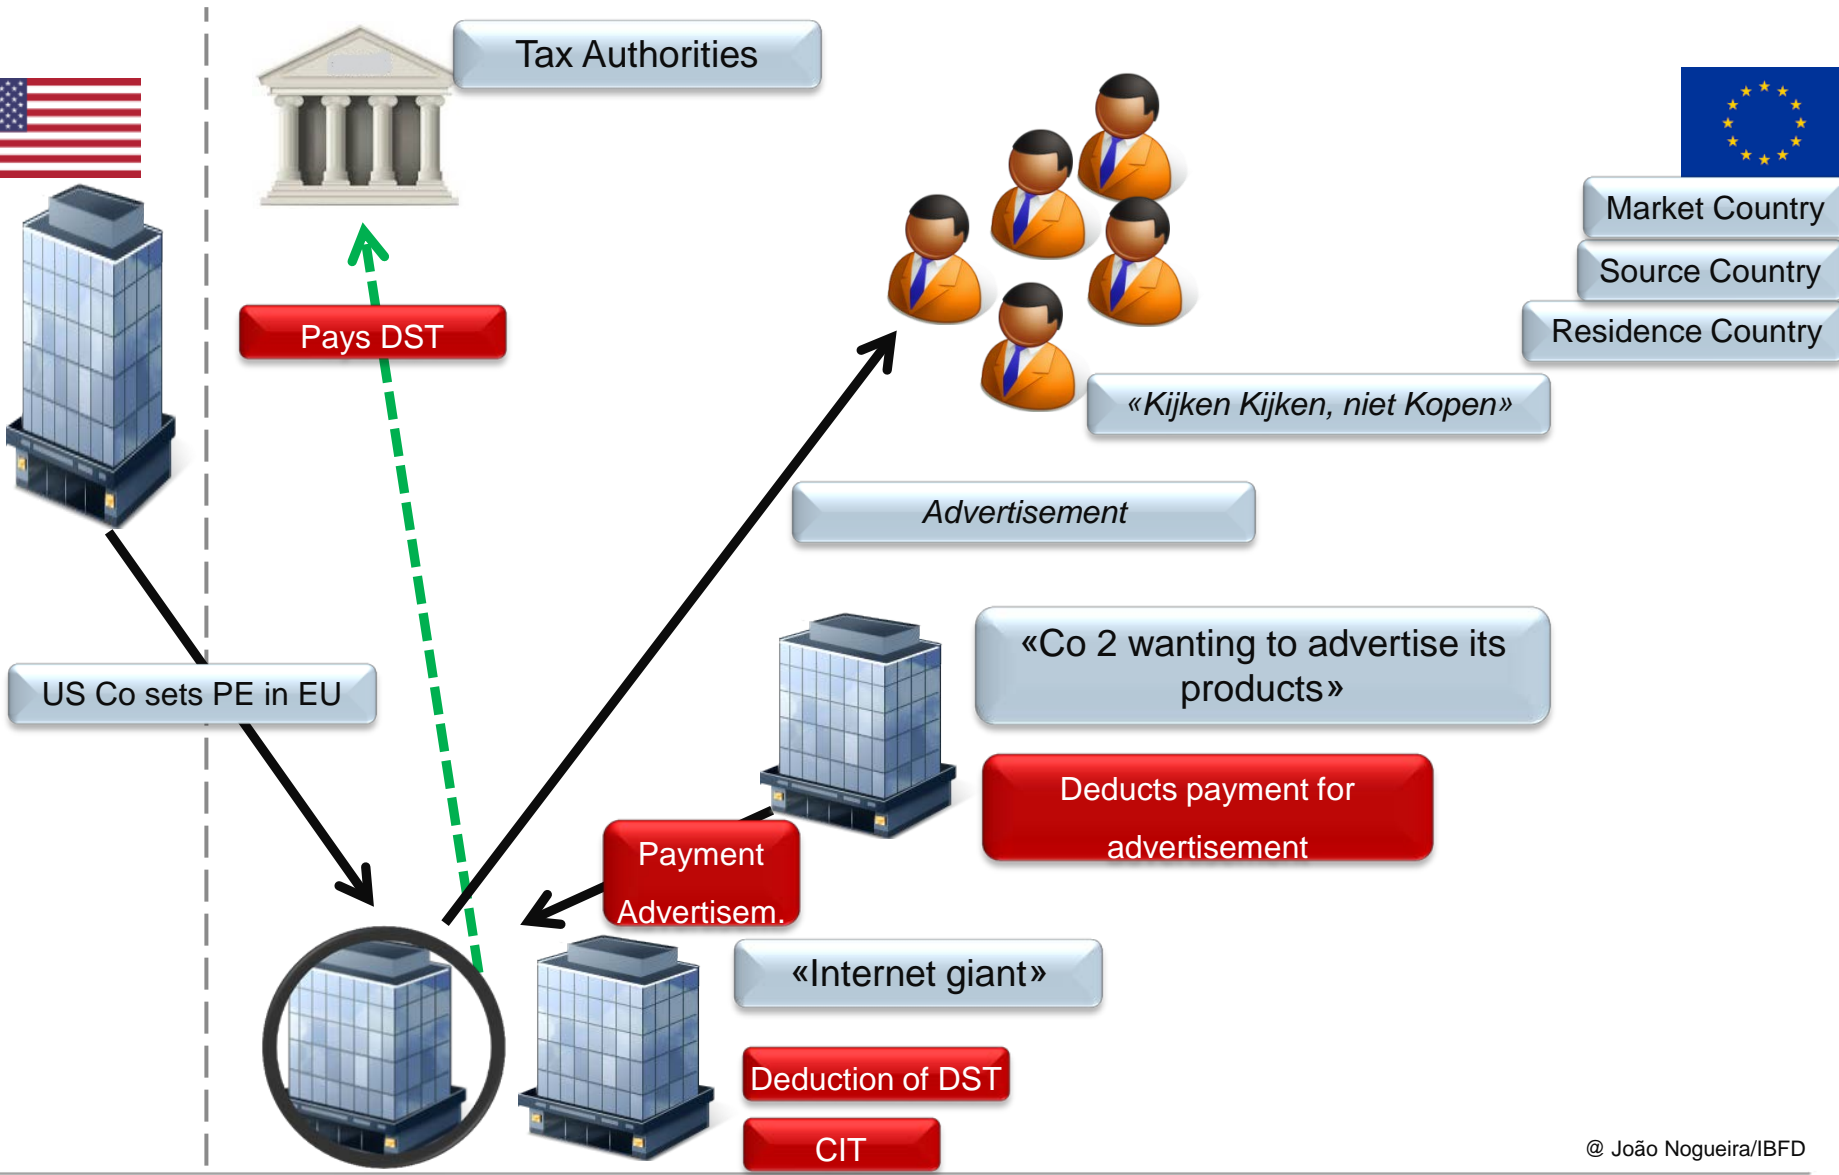 Tax Authorities
Market Country
Source Country
Residence Country
Pays DST
«Kijken Kijken, niet Kopen»
Advertisement
«Co 2 wanting to advertise its
products»
US Co sets PE in EU
Deducts payment for
advertisement
Payment
Advertisem.
«Internet giant»
Deduction of DST
CIT
@ João Nogueira/IBFD